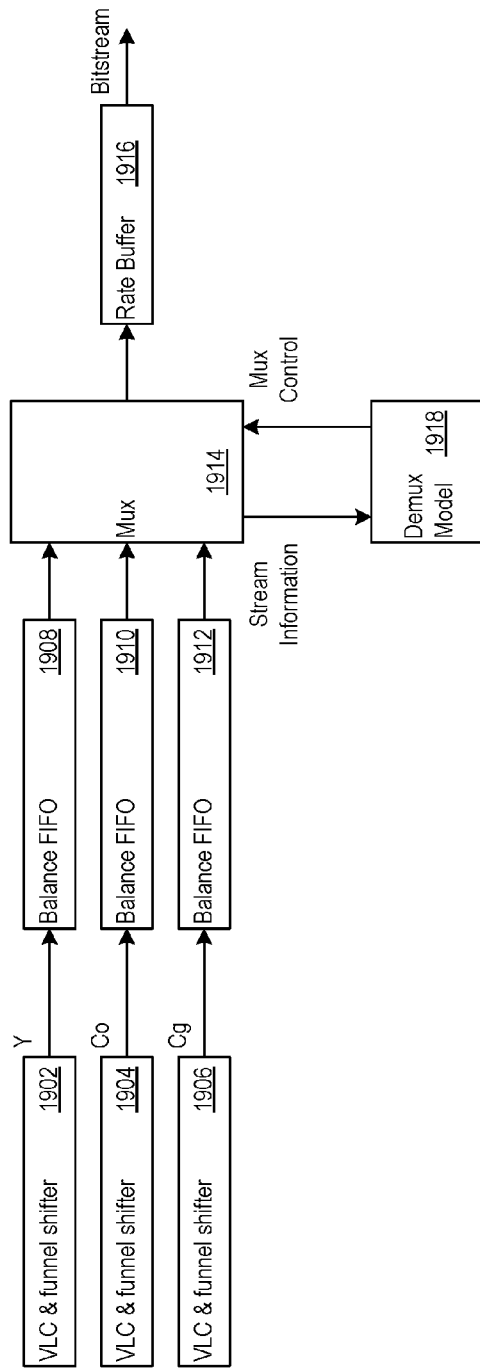 VLC & funnel shifter 1902
Y
Balance FIFO 1908
VLC & funnel shifter 1904
Co
Balance FIFO 1910
VLC & funnel shifter 1906
Cg
Balance FIFO 1912
Mux
1914
Rate Buffer 1916
Bitstream
Stream
Information
Mux
Control
Demux
Model
1918